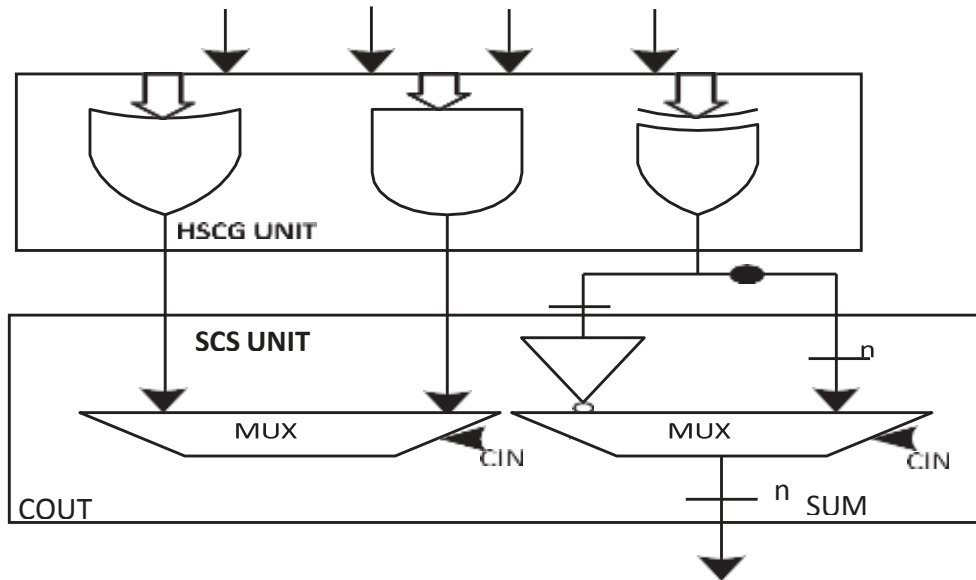 HSCG UNIT
SCS UNIT
n
MUX
MUX
CIN
CIN
n
COUT
SUM